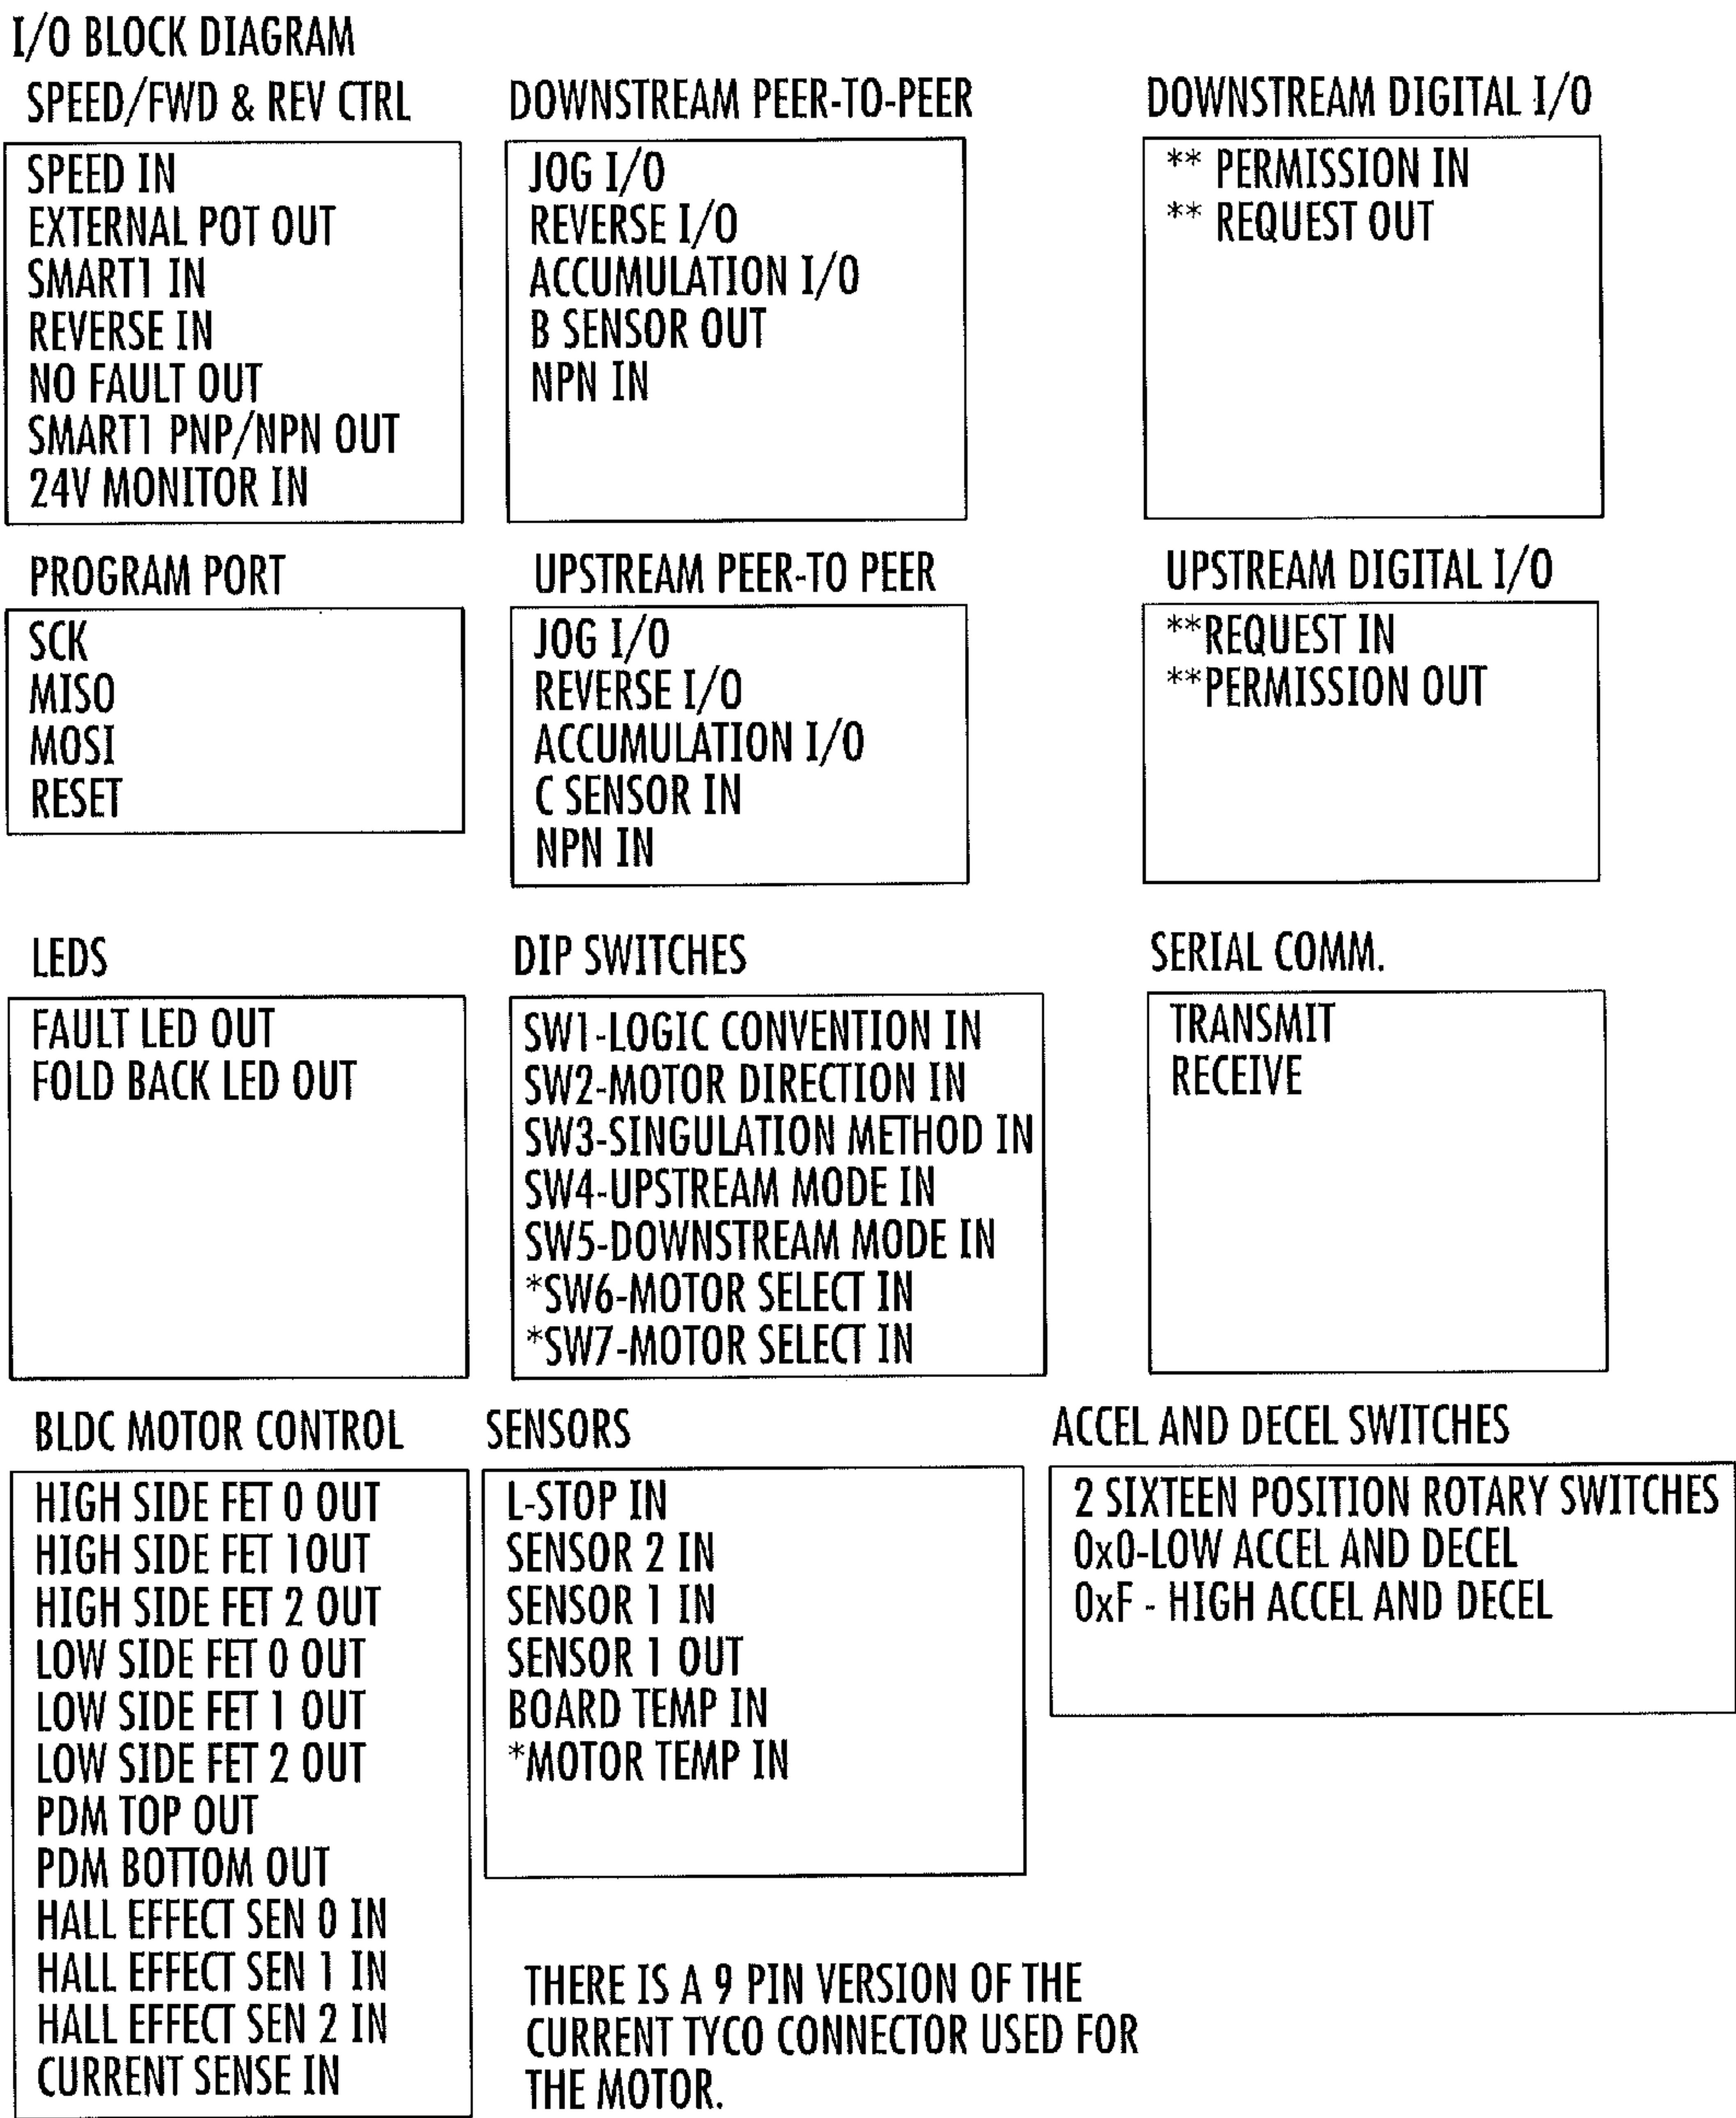 I/O BLOCK DIAGRAM
SPEED/FWD & REV CTRL
SPEED IN
EXTERNAL POT OUT
SMART1 IN
REVERSE IN
NO FAULT OUT
SMART1 PNP/NPN OUT
24V MONITOR IN
DOWNSTREAM PEER-TO-PEER
JOG I/O
REVERSE I/O
ACCUMULATION I/O
B SENSOR OUT
NPN IN
DOWNSTREAM DIGITAL I/O
** PERMISSION IN
** REQUEST OUT
PROGRAM PORT
SCK
MISO
MOSI
RESET
UPSTREAM PEER-TO PEER
JOG I/O
REVERSE I/O
ACCUMULATION I/O
C SENSOR IN
NPN IN
UPSTREAM DIGITAL I/O
**REQUEST IN
**PERMISSION OUT
LEDS
FAULT LED OUT
FOLD BACK LED OUT
DIP SWITCHES
SW1-LOGIC CONVENTION IN
SW2-MOTOR DIRECTION IN
SW3-SINGULATION METHOD IN
SW4-UPSTREAM MODE IN
SW5-DOWNSTREAM MODE IN
*SW6-MOTOR SELECT IN
*SW7-MOTOR SELECT IN
SERIAL COMM.
TRANSMIT
RECEIVE
BLDC MOTOR CONTROL
HIGH SIDE FET 0 OUT
HIGH SIDE FET 1OUT
HIGH SIDE FET 2 OUT
LOW SIDE FET 0 OUT
LOW SIDE FET 1 OUT
LOW SIDE FET 2 OUT
PDM TOP OUT
PDM BOTTOM OUT
HALL EFFECT SEN 0 IN
HALL EFFECT SEN 1 IN
HALL EFFECT SEN 2 IN
CURRENT SENSE IN
SENSORS
L-STOP IN
SENSOR 2 IN
SENSOR 1 IN
SENSOR 1 OUT
BOARD TEMP IN
*MOTOR TEMP IN
ACCEL AND DECEL SWITCHES
2 SIXTEEN POSITION ROTARY SWITCHES
0x0-LOW ACCEL AND DECEL
0xF - HIGH ACCEL AND DECEL
THERE IS A 9 PIN VERSION OF THE
CURRENT TYCO CONNECTOR USED FOR
THE MOTOR.